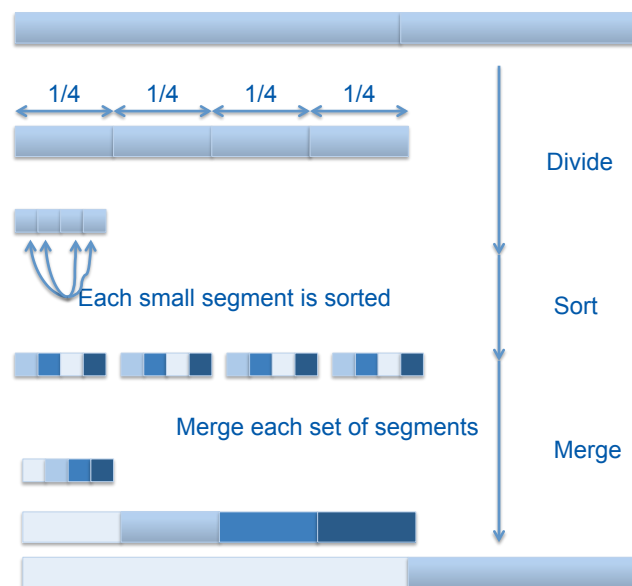 1/4 1/4 1/4 1/4
Divide
Each small segment is sorted
Sort
Merge each set of segments
Merge